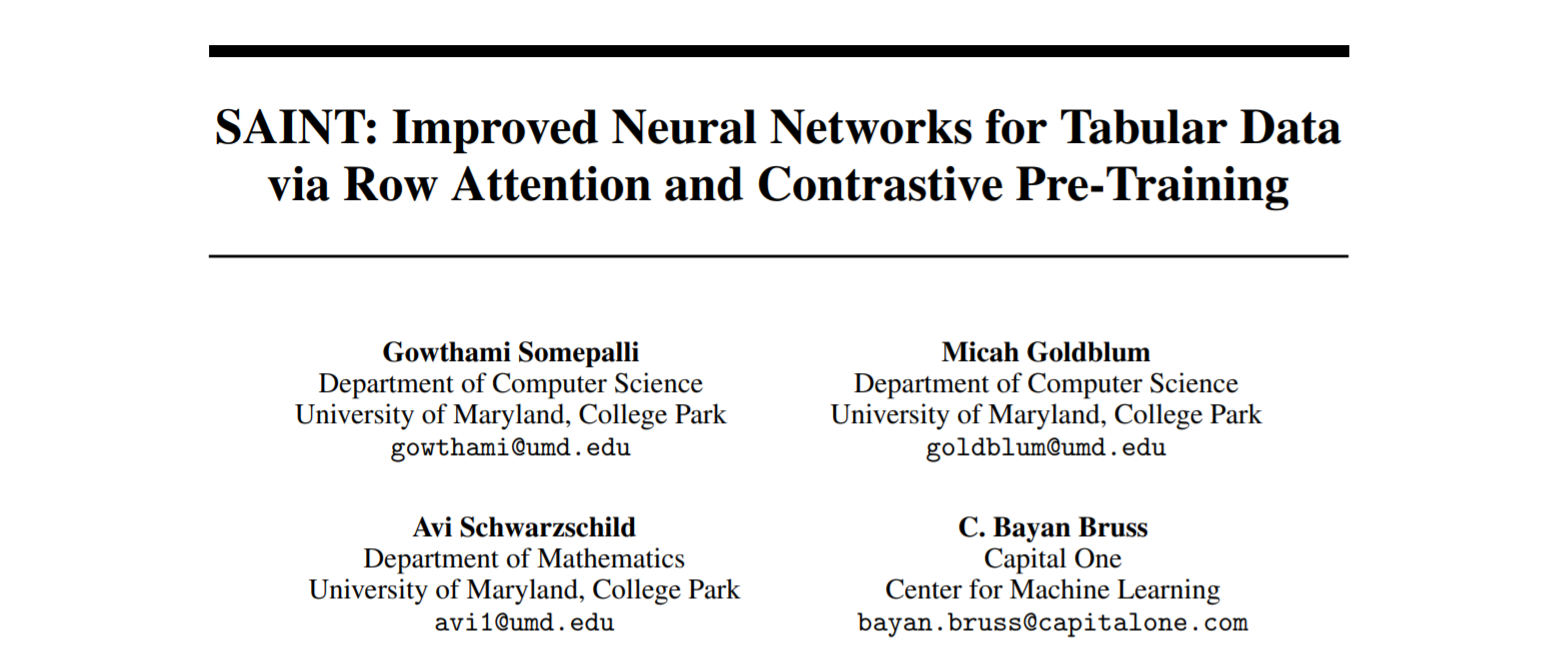 SAINT: Improved Neural Networks for Tabular Data
via Row Attention and Contrastive Pre-Training
Gowthami Somepalli
Department of Computer Science
University of Maryland, College Park
gowthami@umd.edu
Micah Goldblum
Department of Computer Science
University of Maryland, College Park
goldblum@umd.edu
Avi Schwarzschild
Department of Mathematics
University of Maryland, College Park
avi1@umd.edu
C. Bayan Bruss
Capital One
Center for Machine Learning
bayan.bruss@capitalone.com